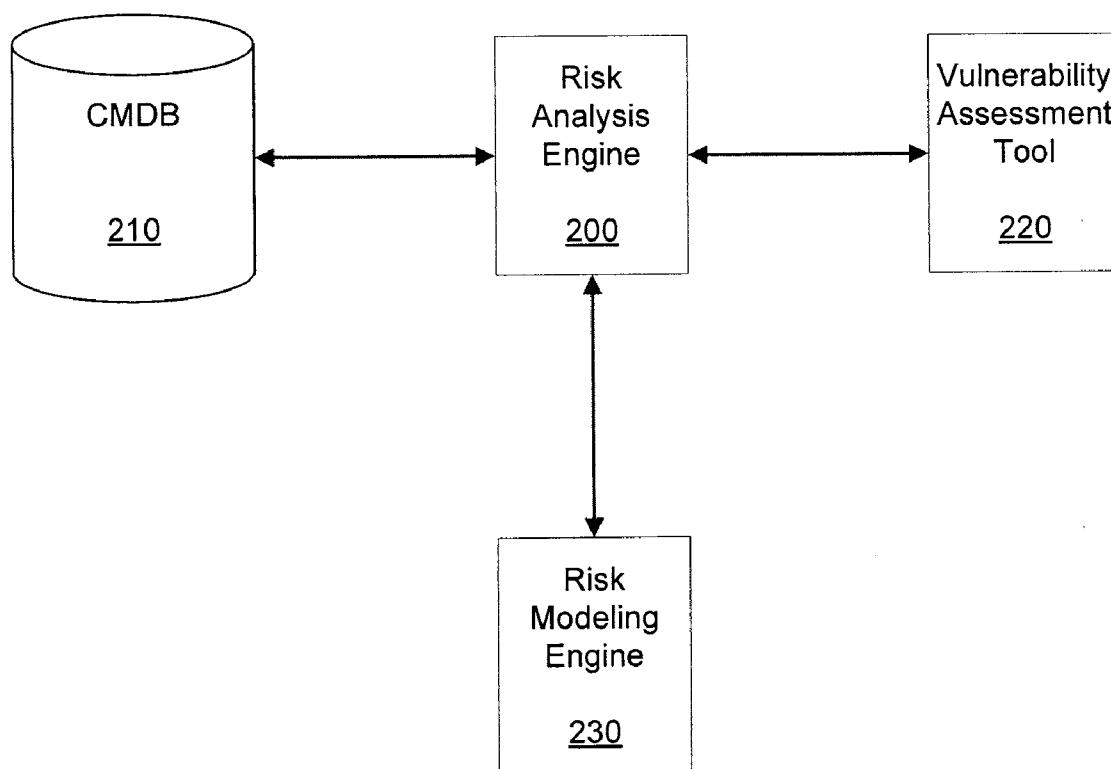 CMDB
210
Risk
Analysis
Engine
200
Vulnerability
Assessment
Tool
220
Risk
Modeling
Engine
230